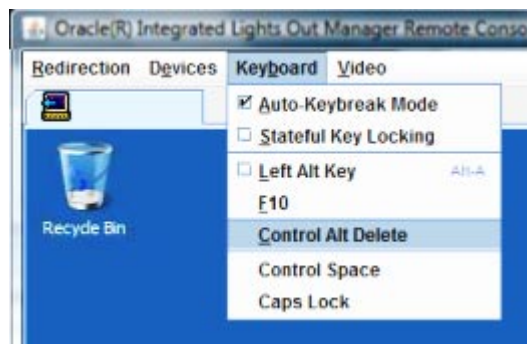 Oracle(R) Integrated Lights Out Manager Remote Conso
Redirection Devices Keyboard Video
Auto-Keybreak Mode
Stateful Key Locking
Left Alt Key Alt-A
F10
Control Alt Delete
Control Space
Caps Lock
Recycle Bin